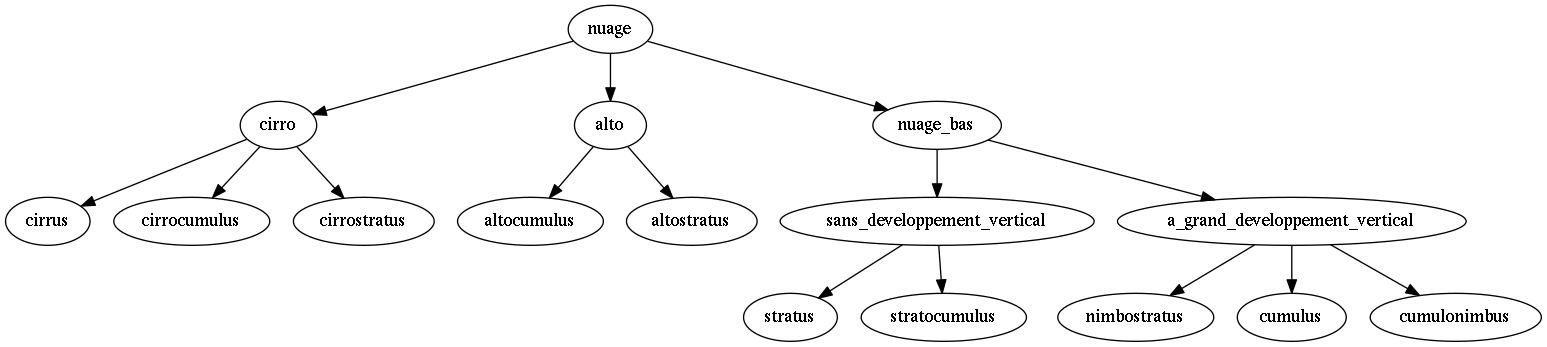 nuage
cirro
alto
nuage_bas
cirrus
cirrocumulus
cirrostratus
altocumulus
altostratus
sans_developpement_vertical
a_grand_developpement_vertical
stratus
stratocumulus
nimbostratus
cumulus
cumulonimbus